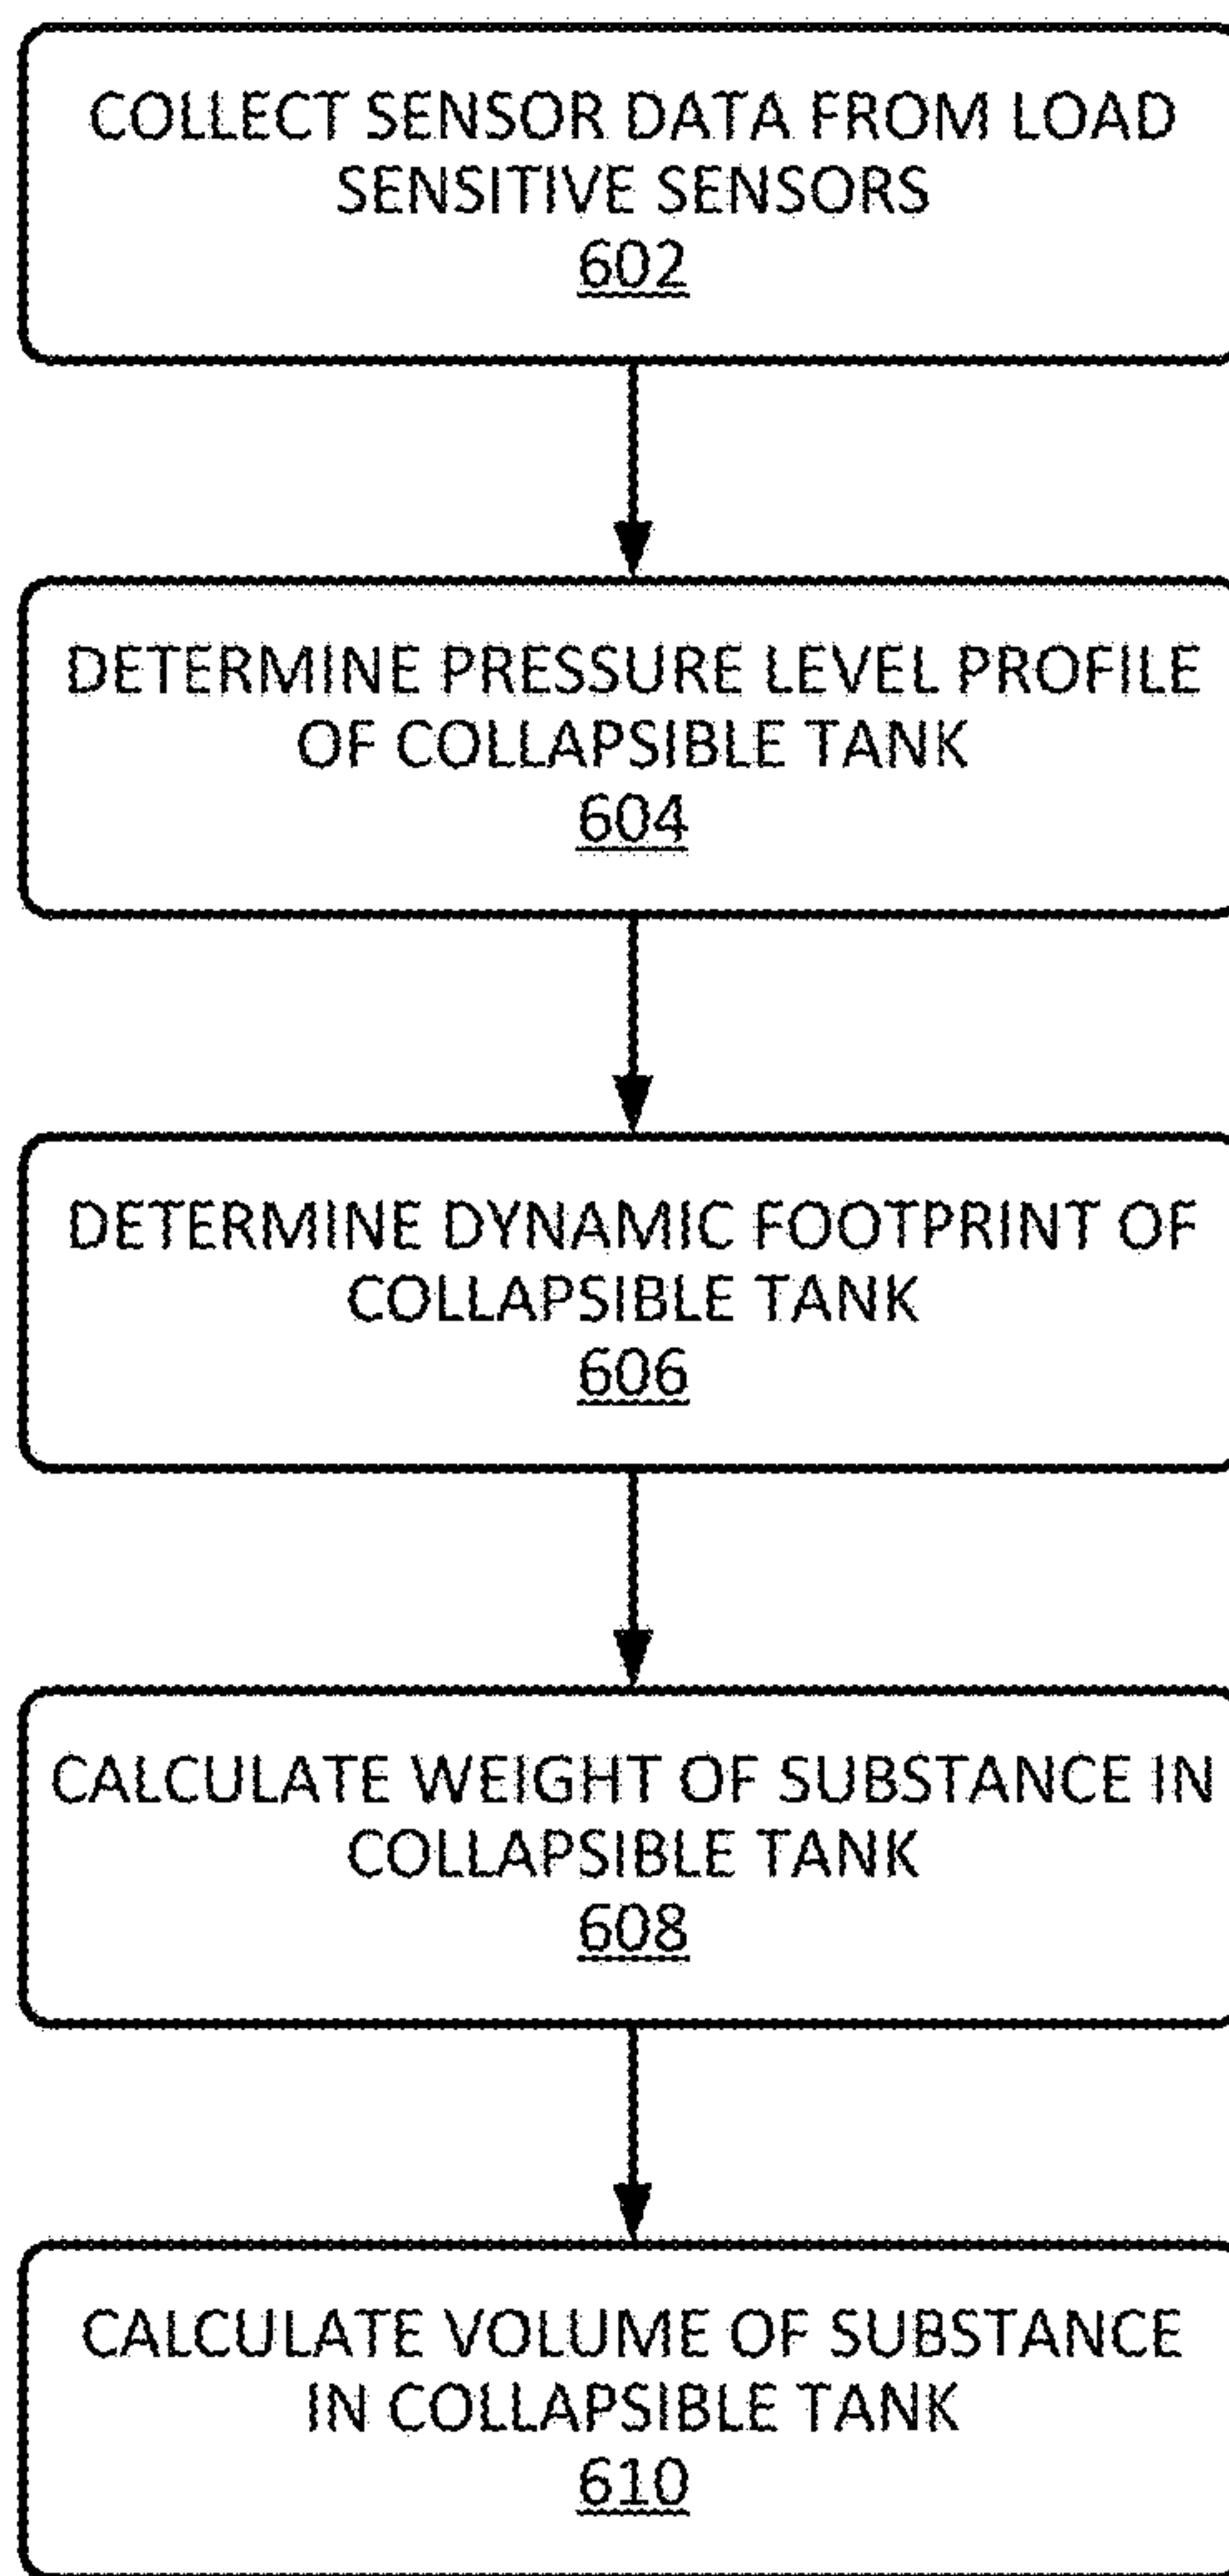 COLLECT SENSOR DATA FROM LOAD
SENSITIVE SENSORS
602
DETERMINE PRESSURE LEVEL PROFILE
OF COLLAPSIBLE TANK
604
DETERMINE DYNAMIC FOOTPRINT OF
COLLAPSIBLE TANK
606
CALCULATE WEIGHT OF SUBSTANCE IN
COLLAPSIBLE TANK
608
CALCULATE VOLUME OF SUBSTANCE
IN COLLAPSIBLE TANK
610